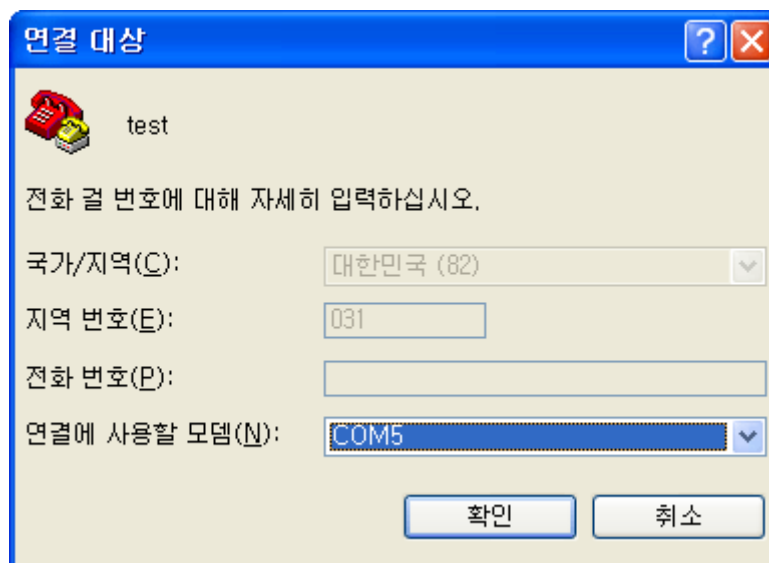 연결 대상
test
전화 걸 번호에 대해 자세히 입력하십시오.
국가/지역(C): 대한민국 (82)
지역 번호(E): 031
전화 번호(P):
연결에 사용할 모뎀(N): COM5
확인 취소